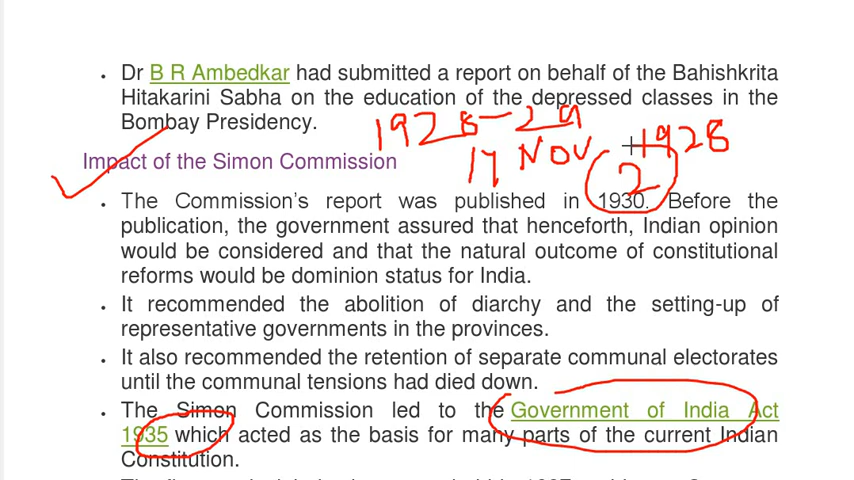 • Dr B R Ambedkar had submitted a report on behalf of the Bahishkrita
Hitakarini Sabha on the education of the depressed classes in the
Bombay Presidency.
1928-29
17 NOV 1928
2
Impact of the Simon Commission
• The Commission's report was published in 1930. Before the
publication, the government assured that henceforth, Indian opinion
would be considered and that the natural outcome of constitutional
reforms would be dominion status for India.
• It recommended the abolition of diarchy and the setting-up of
representative governments in the provinces.
• It also recommended the retention of separate communal electorates
until the communal tensions had died down.
• The Simon Commission led to the Government of India Act
1935 which acted as the basis for many parts of the current Indian
Constitution.